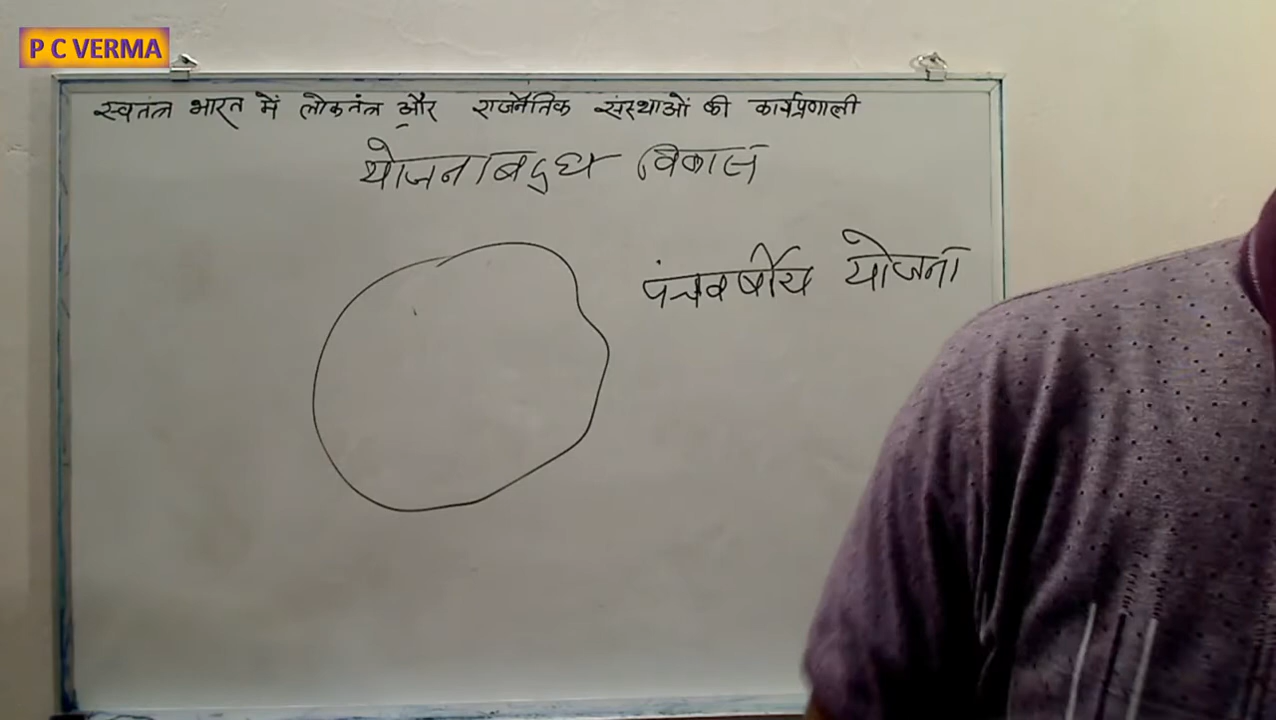 P C VERMA
स्वतंत्र भारत में लोकतंत्र और राजनैतिक संस्थाओं की कार्यप्रणाली
योजनाबद्ध विकास
पंचवर्षीय योजना